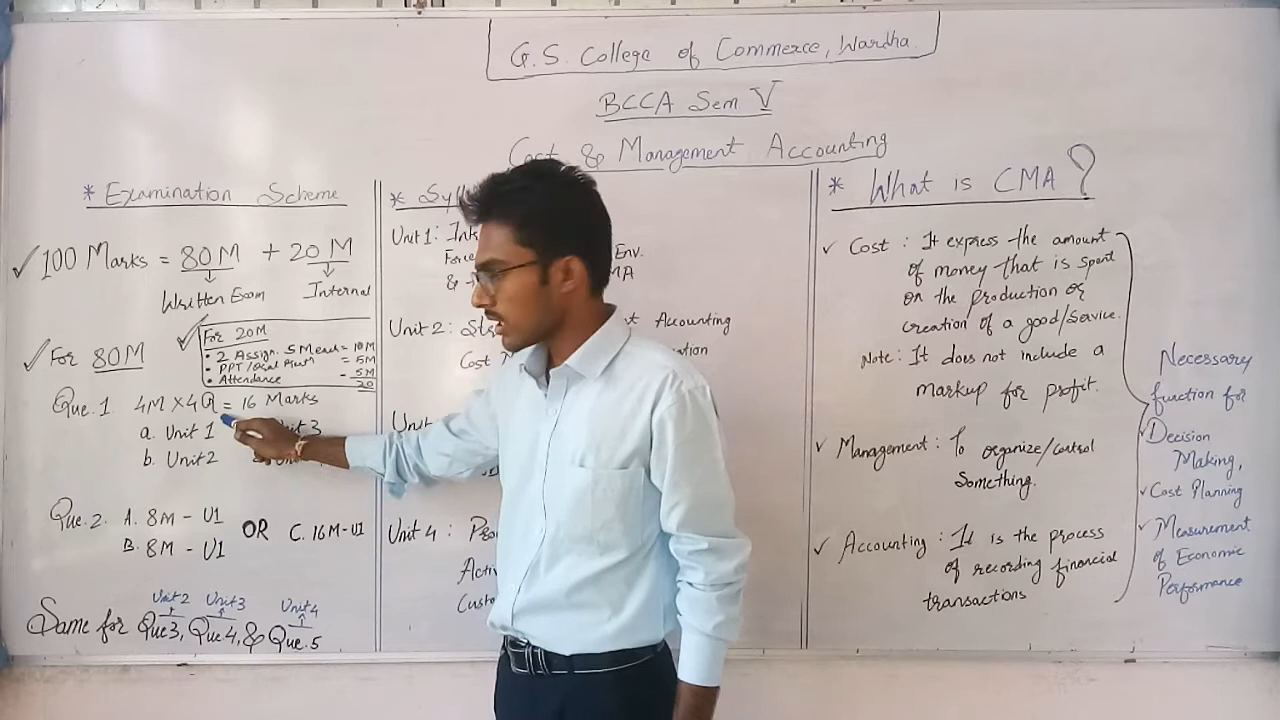 G.S. College of Commerce, Wardha.
BCCA Sem V
Cost & Management Accounting
* Examination Scheme
✓ 100 Marks = 80 M + 20 M
Written Exam Internal
✓ For 80M
✓ For 20M
• 2 Assign. 5 M each = 10M
= 5M
• Attendance - 5M
20
Que. 1 4M × 4Q = 16 Marks
a. Unit 1
b. Unit 2
Que. 2. A. 8M - U1
B. 8M - U1
OR C. 16M - U1
Unit 2 Unit 3 Unit 4
Same for Que 3, Que 4, & Que. 5
* Syll
Unit 1:
Env.
&
Unit 2: Accounting
Cost
Unit
Unit 4:
Acti
Custo
* What is CMA?
✓ Cost : It express the amount
of money that is spent
on the production or
creation of a good/service.
Note: It does not include a
markup for profit.
✓ Management : To
organize/control
Something.
✓ Accounting : It is the process
of recording financial
transactions
Necessary
function for
✓ Decision
Making,
✓ Cost Planning
✓ Measurement
of Economic
Performance